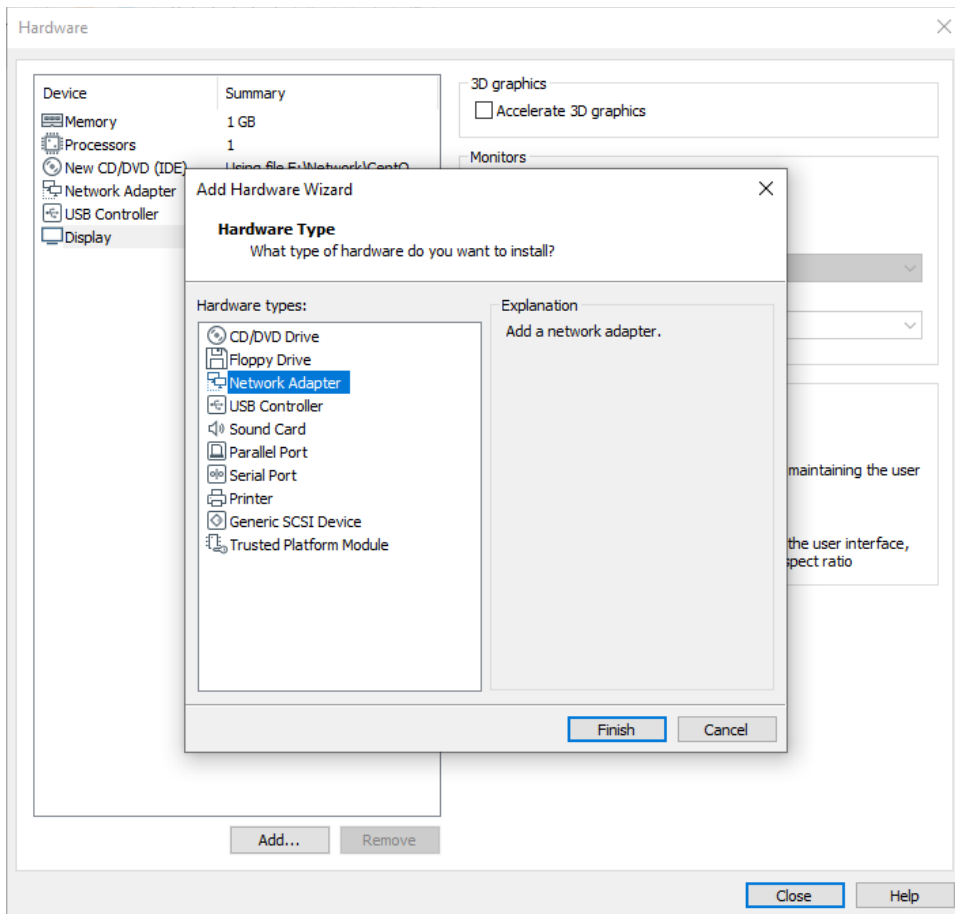 Hardware
Device Summary
Memory 1 GB
Processors 1
New CD/DVD (IDE) Using file E:\Network\CentO
Network Adapter
USB Controller
Display
3D graphics
Accelerate 3D graphics
Monitors
Add Hardware Wizard
Hardware Type
What type of hardware do you want to install?
Hardware types:
CD/DVD Drive
Floppy Drive
Network Adapter
USB Controller
Sound Card
Parallel Port
Serial Port
Printer
Generic SCSI Device
Trusted Platform Module
Explanation
Add a network adapter.
maintaining the user
the user interface,
spect ratio
Finish Cancel
Add... Remove
Close Help